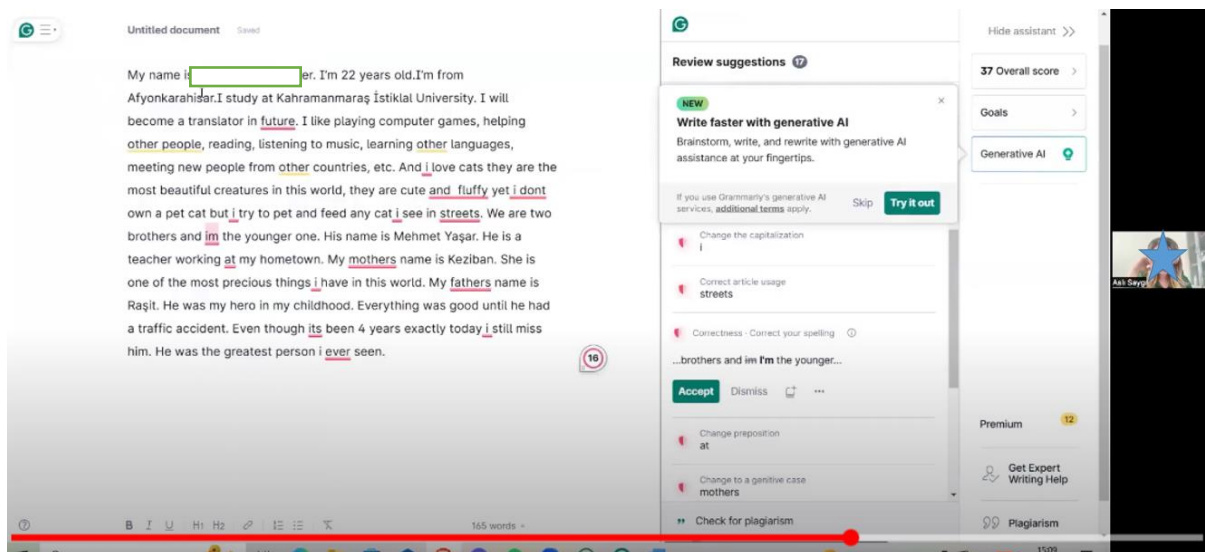 Untitled document Saved
My name is er. I'm 22 years old.I'm from
Afyonkarahisar.I study at Kahramanmaraş İstiklal University. I will
become a translator in future. I like playing computer games, helping
other people, reading, listening to music, learning other languages,
meeting new people from other countries, etc. And i love cats they are the
most beautiful creatures in this world, they are cute and fluffy yet i dont
own a pet cat but i try to pet and feed any cat i see in streets. We are two
brothers and im the younger one. His name is Mehmet Yaşar. He is a
teacher working at my hometown. My mothers name is Keziban. She is
one of the most precious things i have in this world. My fathers name is
Raşit. He was my hero in my childhood. Everything was good until he had
a traffic accident. Even though its been 4 years exactly today i still miss
him. He was the greatest person i ever seen.
16
B I U H1 H2
165 words
Review suggestions 17
NEW
Write faster with generative AI
Brainstorm, write, and rewrite with generative AI
assistance at your fingertips.
If you use Grammarly's generative AI
services, additional terms apply.
Skip Try it out
Change the capitalization
i
Correct article usage
streets
Correctness · Correct your spelling
...brothers and im I'm the younger...
Accept Dismiss
Change preposition
at
Change to a genitive case
mothers
Check for plagiarism
Hide assistant
37 Overall score
Goals
Generative AI
Premium 12
Get Expert
Writing Help
Plagiarism
Aslı Saygı
15:09